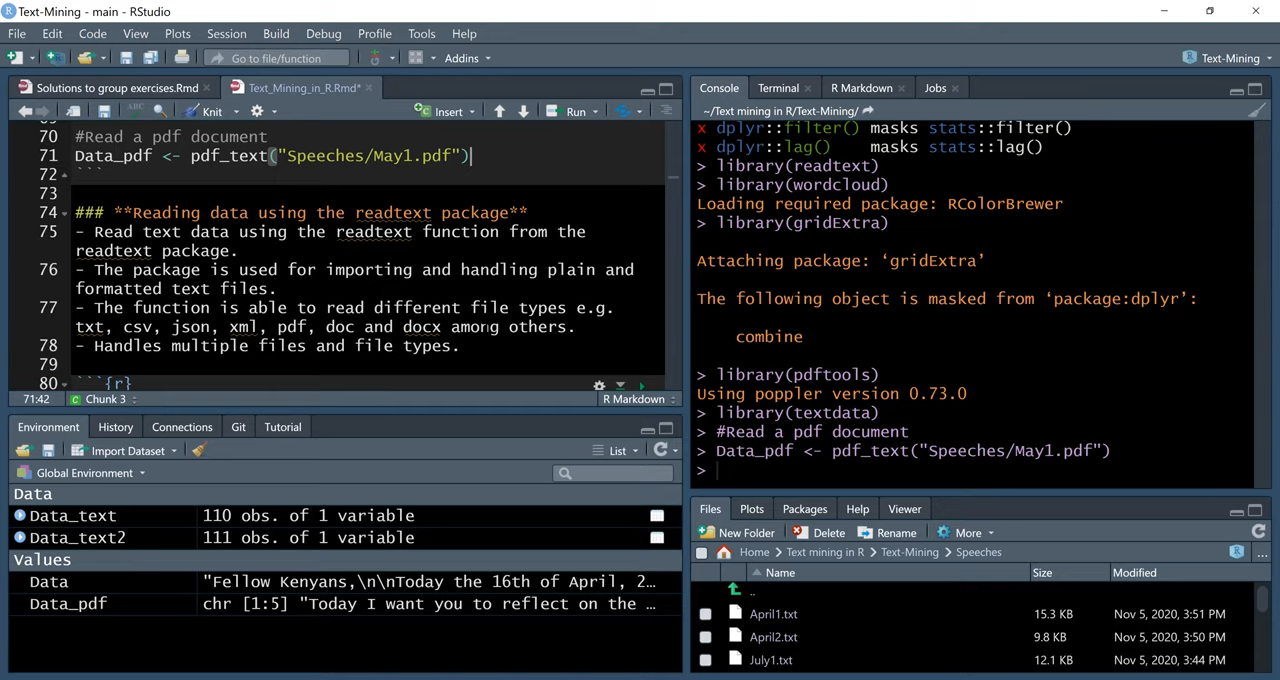 Text-Mining - main - RStudio
File Edit Code View Plots Session Build Debug Profile Tools Help
Go to file/function Addins Text-Mining
Solutions to group exercises.Rmd Text_Mining_in_R.Rmd*
ABC Knit Insert Run
70 #Read a pdf document
71 Data_pdf <- pdf_text("Speeches/May1.pdf")
72 ```
73
74 ### **Reading data using the readtext package**
75 - Read text data using the readtext function from the
readtext package.
76 - The package is used for importing and handling plain and
formatted text files.
77 - The function is able to read different file types e.g.
txt, csv, json, xml, pdf, doc and docx among others.
78 - Handles multiple files and file types.
79
80 ```{r}
71:42 Chunk 3 R Markdown
Environment History Connections Git Tutorial
Import Dataset List
Global Environment
Data
Data_text 110 obs. of 1 variable
Data_text2 111 obs. of 1 variable
Values
Data "Fellow Kenyans,\n\nToday the 16th of April, 2…
Data_pdf chr [1:5] "Today I want you to reflect on the …
Console Terminal R Markdown Jobs
~/Text mining in R/Text-Mining/
x dplyr::filter() masks stats::filter()
x dplyr::lag() masks stats::lag()
> library(readtext)
> library(wordcloud)
Loading required package: RColorBrewer
> library(gridExtra)
Attaching package: ‘gridExtra’
The following object is masked from ‘package:dplyr’:
combine
> library(pdftools)
Using poppler version 0.73.0
> library(textdata)
> #Read a pdf document
> Data_pdf <- pdf_text("Speeches/May1.pdf")
>
Files Plots Packages Help Viewer
New Folder Delete Rename More
Home Text mining in R Text-Mining Speeches ...
Name Size Modified
..
April1.txt 15.3 KB Nov 5, 2020, 3:51 PM
April2.txt 9.8 KB Nov 5, 2020, 3:50 PM
July1.txt 12.1 KB Nov 5, 2020, 3:44 PM